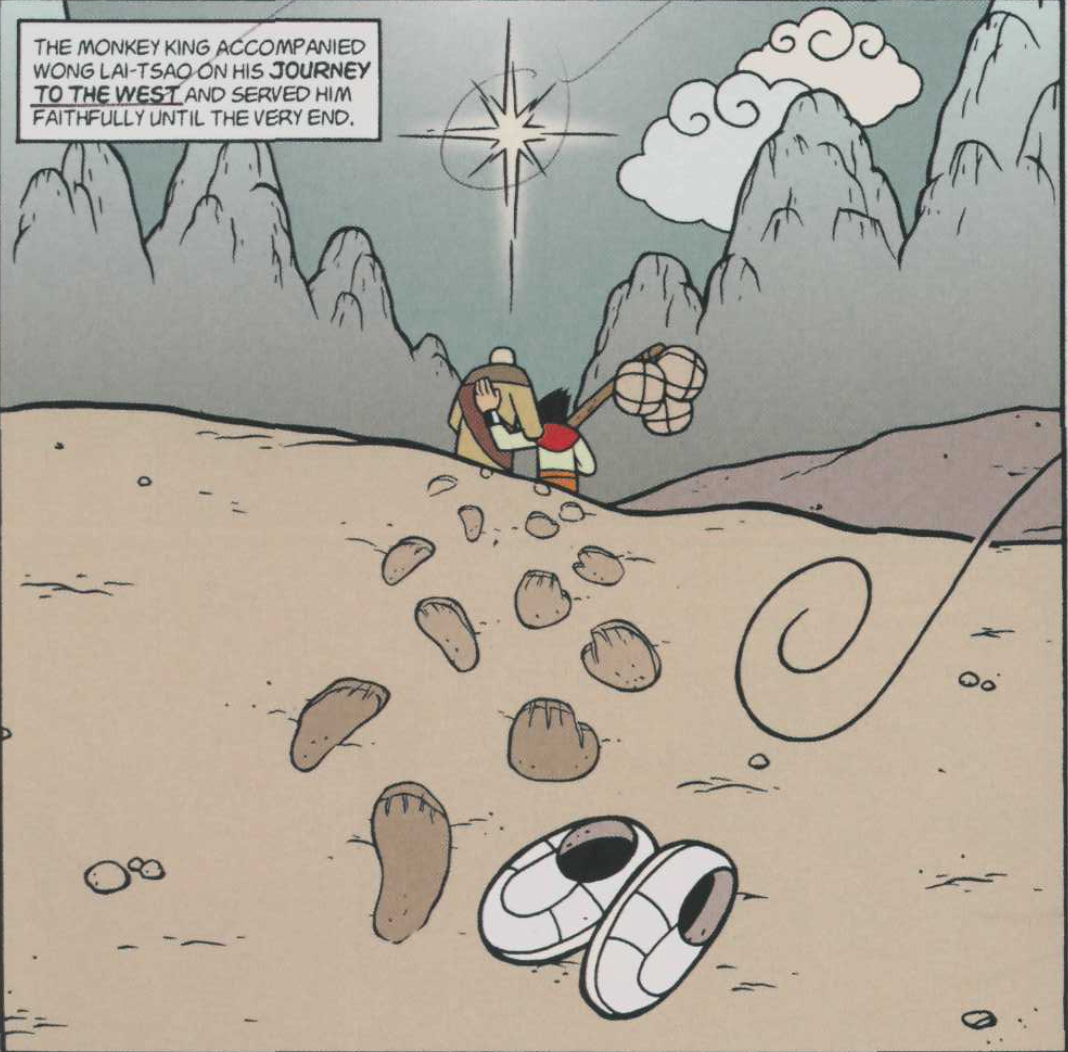 THE MONKEY KING ACCOMPANIED
WONG LAI-TSAO ON HIS JOURNEY
TO THE WEST AND SERVED HIM
FAITHFULLY UNTIL THE VERY END.